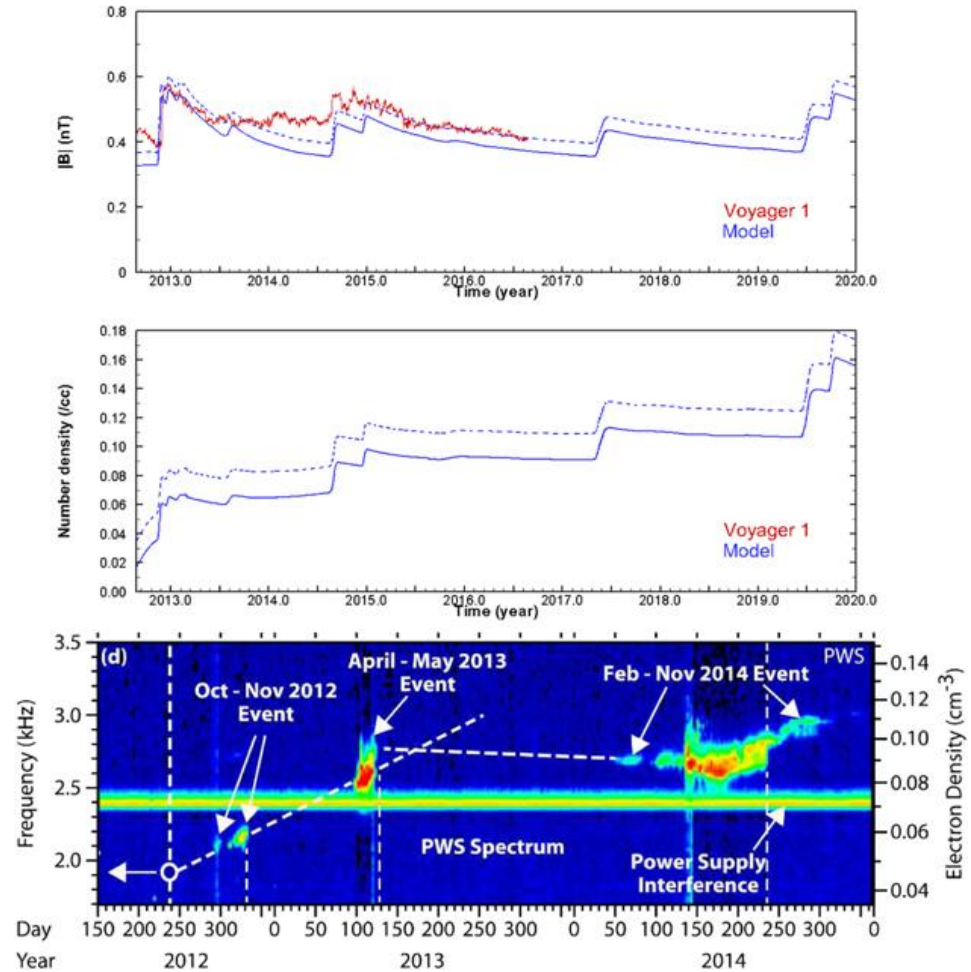 0.8
0.6
|B| (nT)
0.4
0.2
0
Voyager 1
Model
2013.0 2014.0 2015.0 2016.0 2017.0 2018.0 2019.0 2020.0
Time (year)
0.18
0.16
0.14
0.12
0.10
0.08
0.06
0.04
0.02
0.00
Number density (/cc)
Voyager 1
Model
2013.0 2014.0 2015.0 2016.0 2017.0 2018.0 2019.0 2020.0
Time (year)
3.5
3.0
2.5
2.0
Frequency (kHz)
(d)
PWS
Oct - Nov 2012
Event
April - May 2013
Event
Feb - Nov 2014 Event
PWS Spectrum
Power Supply
Interference
0.14
0.12
0.10
0.08
0.06
0.04
Electron Density (cm⁻³)
Day 150 200 250 300 0 50 100 150 200 250 300 0 50 100 150 200 250 300 0
Year 2012 2013 2014